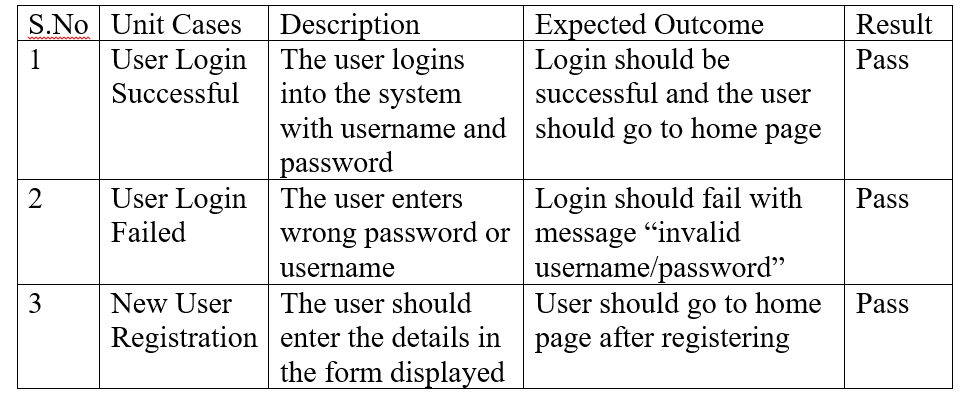 S.No Unit Cases Description Expected Outcome Result
1 User Login The user logins Login should be Pass
Successful into the system successful and the user
with username and should go to home page
password
2 User Login The user enters Login should fail with Pass
Failed wrong password or message “invalid
username username/password”
3 New User The user should User should go to home Pass
Registration enter the details in page after registering
the form displayed